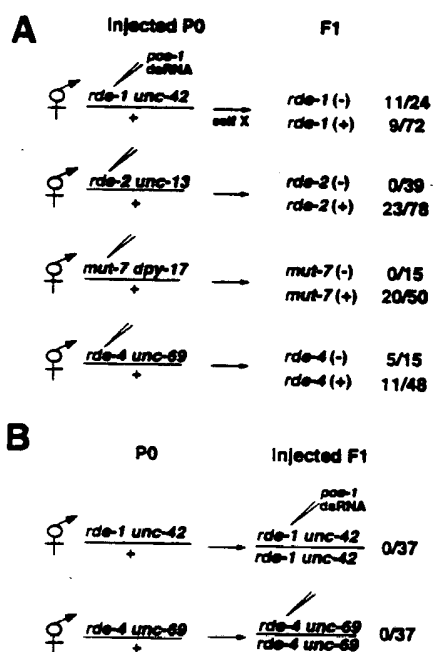 A
Injected P0 F1
pos-1
dsRNA
rde-1 unc-42
+
self X
rde-1 (-) 11/24
rde-1 (+) 9/72
rde-2 unc-13
+
rde-2 (-) 0/39
rde-2 (+) 23/78
mut-7 dpy-17
+
mut-7 (-) 0/15
mut-7 (+) 20/50
rde-4 unc-69
+
rde-4 (-) 5/15
rde-4 (+) 11/48
B
P0 Injected F1
pos-1
dsRNA
rde-1 unc-42
+
rde-1 unc-42
rde-1 unc-42
0/37
rde-4 unc-69
+
rde-4 unc-69
rde-4 unc-69
0/37